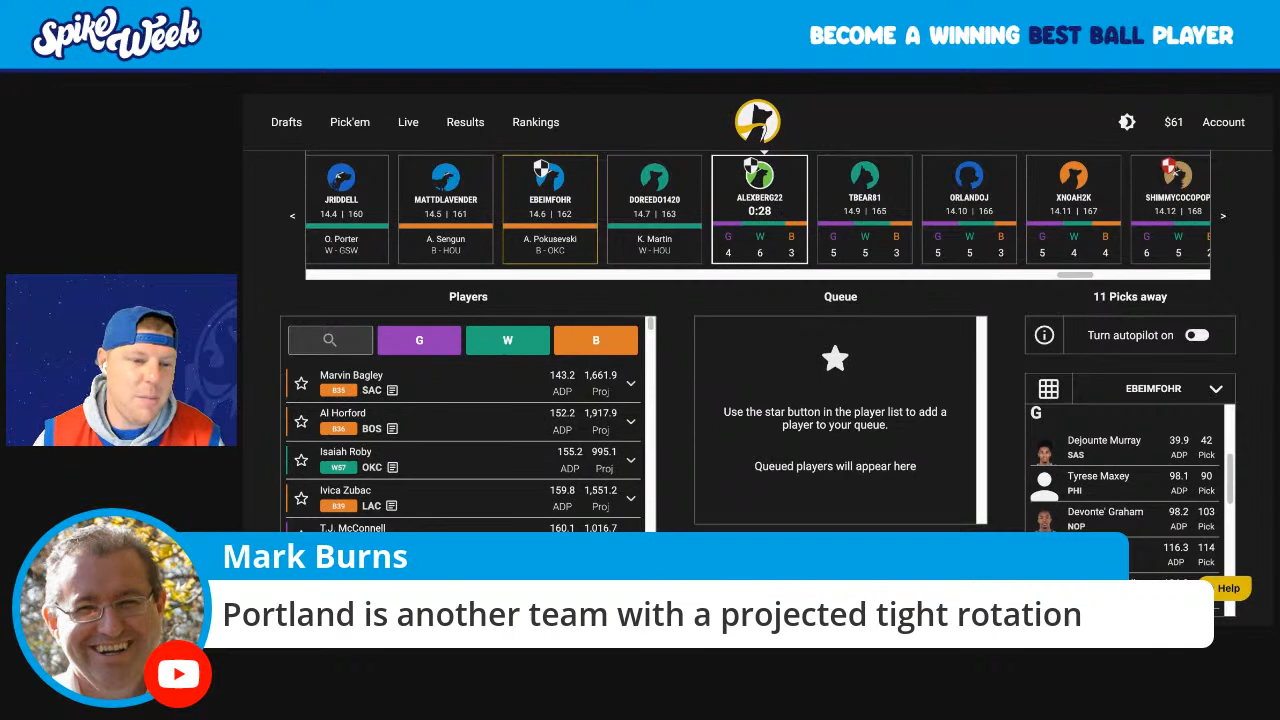 Spike Week
BECOME A WINNING BEST BALL PLAYER
Drafts
Pick'em
Live
Results
Rankings
$61
Account
JRIDDELL
14.4 | 160
O. Porter
W - GSW
MATTDLAVENDER
14.5 | 161
A. Sengun
B - HOU
EBEIMFOHR
14.6 | 162
A. Pokusevski
B - OKC
DOREEDO1420
14.7 | 163
K. Martin
W - HOU
ALEXBERG22
0:28
G W B
4 6 3
TBEAR81
14.9 | 165
G W B
5 5 3
ORLANDOJ
14.10 | 166
G W B
5 5 3
XNOAH2K
14.11 | 167
G W B
5 4 4
SHIMMYCOCOPOP
14.12 | 168
G W B
6 5
<
>
Players
G W B
Marvin Bagley 143.2 1,661.9
B35 SAC ADP Proj
Al Horford 152.2 1,917.9
B36 BOS ADP Proj
Isaiah Roby 155.2 995.1
W57 OKC ADP Proj
Ivica Zubac 159.8 1,551.2
B39 LAC ADP Proj
T.J. McConnell 160.1 1,016.7
Queue
Use the star button in the player list to add a
player to your queue.
Queued players will appear here
11 Picks away
Turn autopilot on
EBEIMFOHR
G
Dejounte Murray 39.9 42
SAS ADP Pick
Tyrese Maxey 98.1 90
PHI ADP Pick
Devonte' Graham 98.2 103
NOP ADP Pick
116.3 114
ADP Pick
Help
Mark Burns
Portland is another team with a projected tight rotation